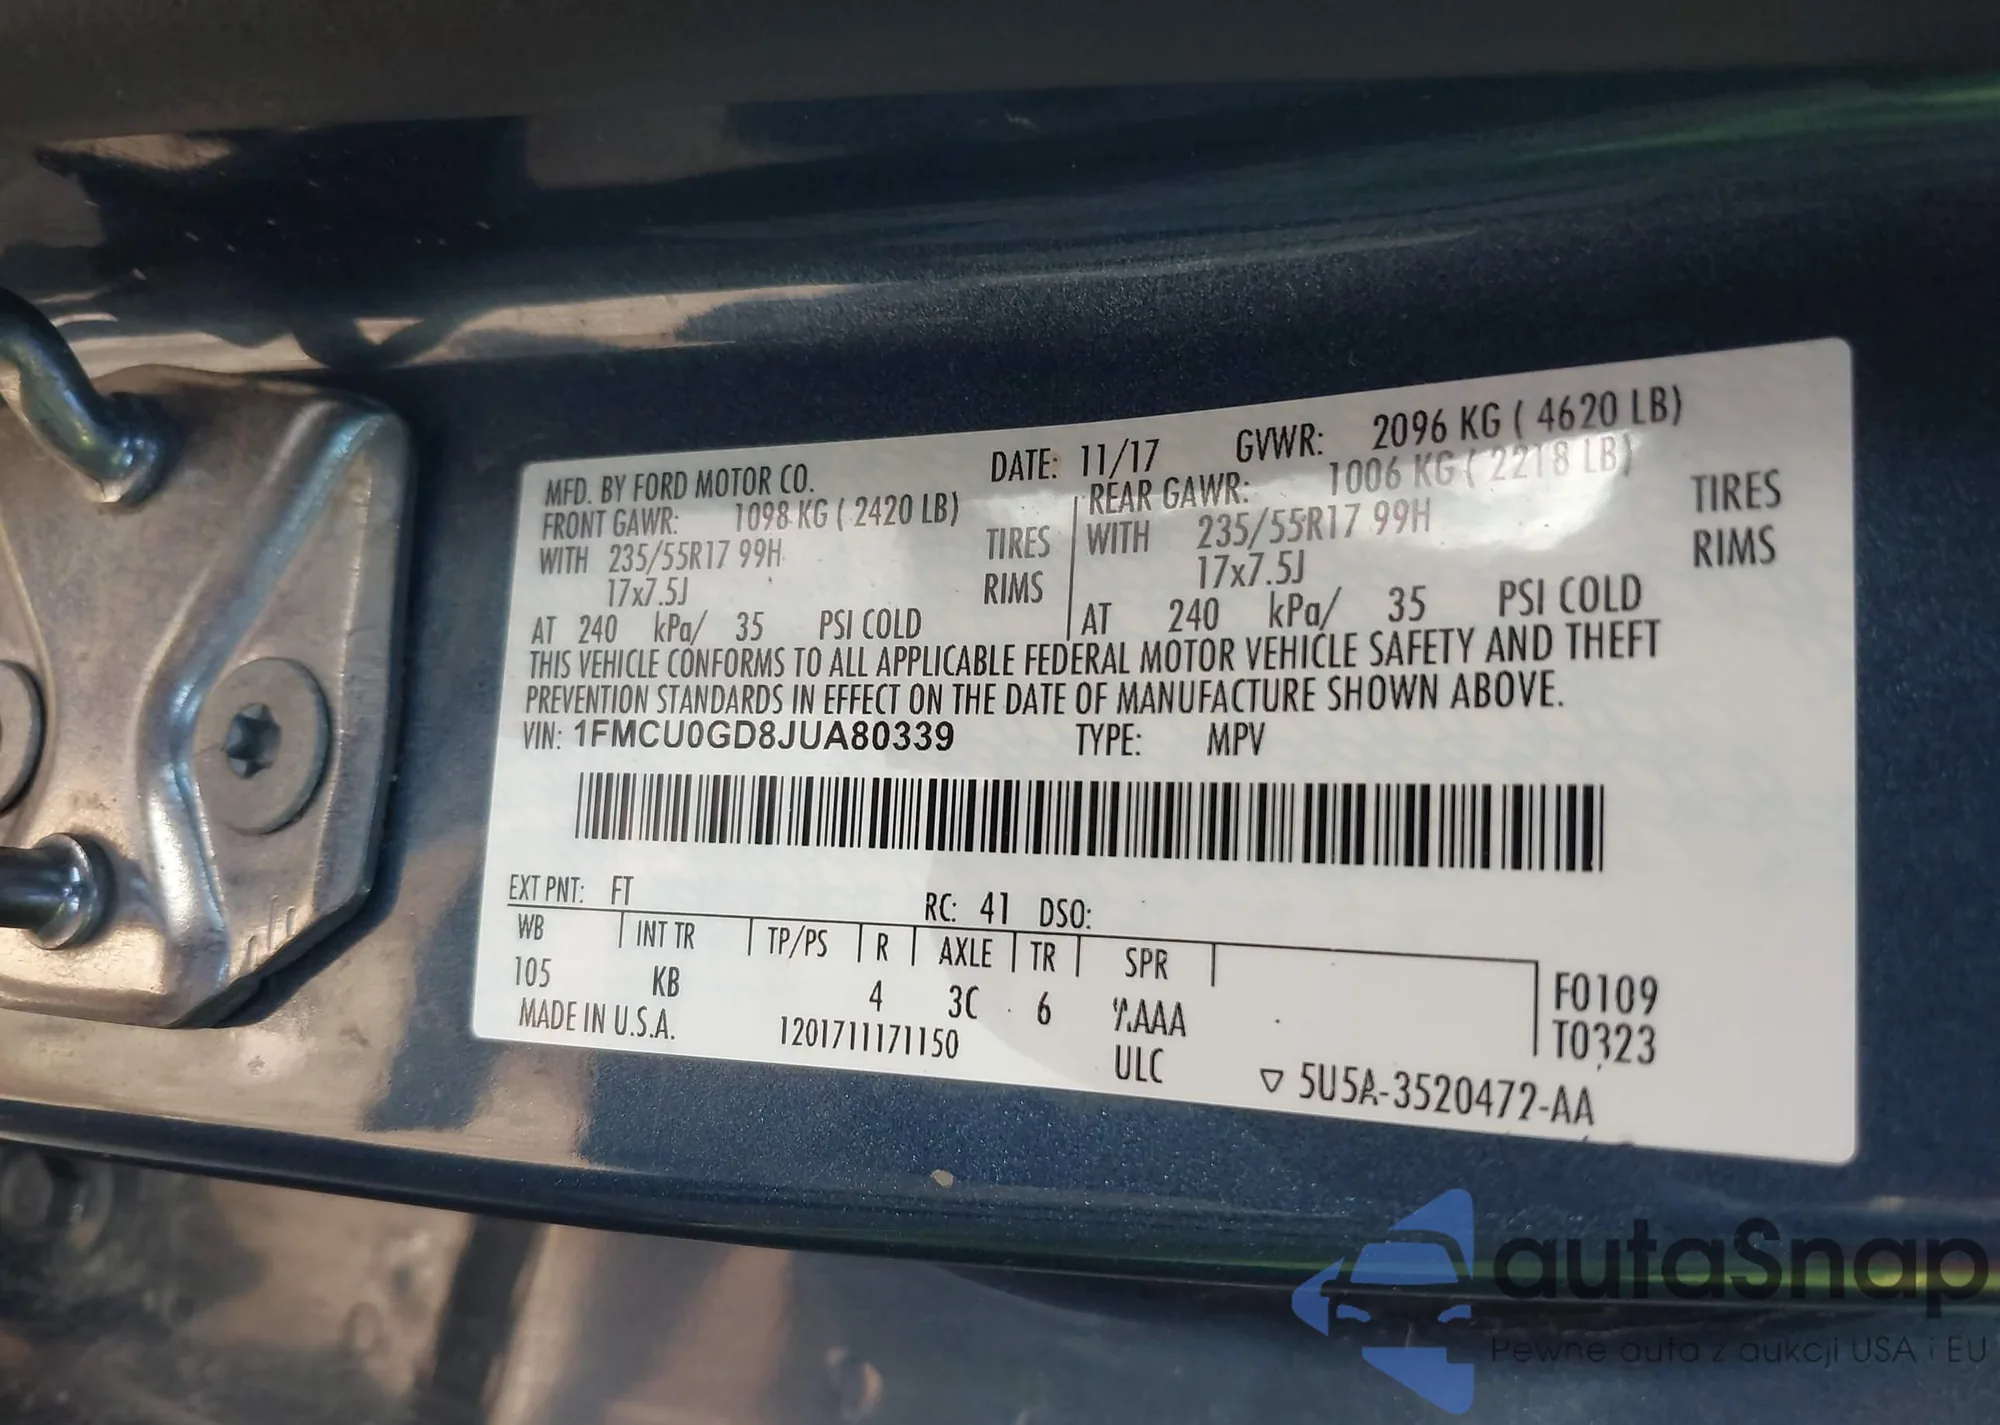 MFD. BY FORD MOTOR CO. DATE: 11/17 GVWR: 2096 KG ( 4620 LB)
FRONT GAWR: 1098 KG ( 2420 LB) REAR GAWR: 1006 KG ( 2218 LB)
WITH 235/55R17 99H TIRES WITH 235/55R17 99H TIRES
17x7.5J RIMS 17x7.5J RIMS
AT 240 kPa/ 35 PSI COLD AT 240 kPa/ 35 PSI COLD
THIS VEHICLE CONFORMS TO ALL APPLICABLE FEDERAL MOTOR VEHICLE SAFETY AND THEFT
PREVENTION STANDARDS IN EFFECT ON THE DATE OF MANUFACTURE SHOWN ABOVE.
VIN: 1FMCU0GD8JUA80339 TYPE: MPV
EXT PNT: FT RC: 41 DSO:
WB INT TR TP/PS R AXLE TR SPR
105 KB 4 3C 6 AAA F0109
MADE IN U.S.A. 1201711171150 ULC T0323
▽ 5U5A-3520472-AA
autaSnap
Pewne auta z aukcji USA i EU